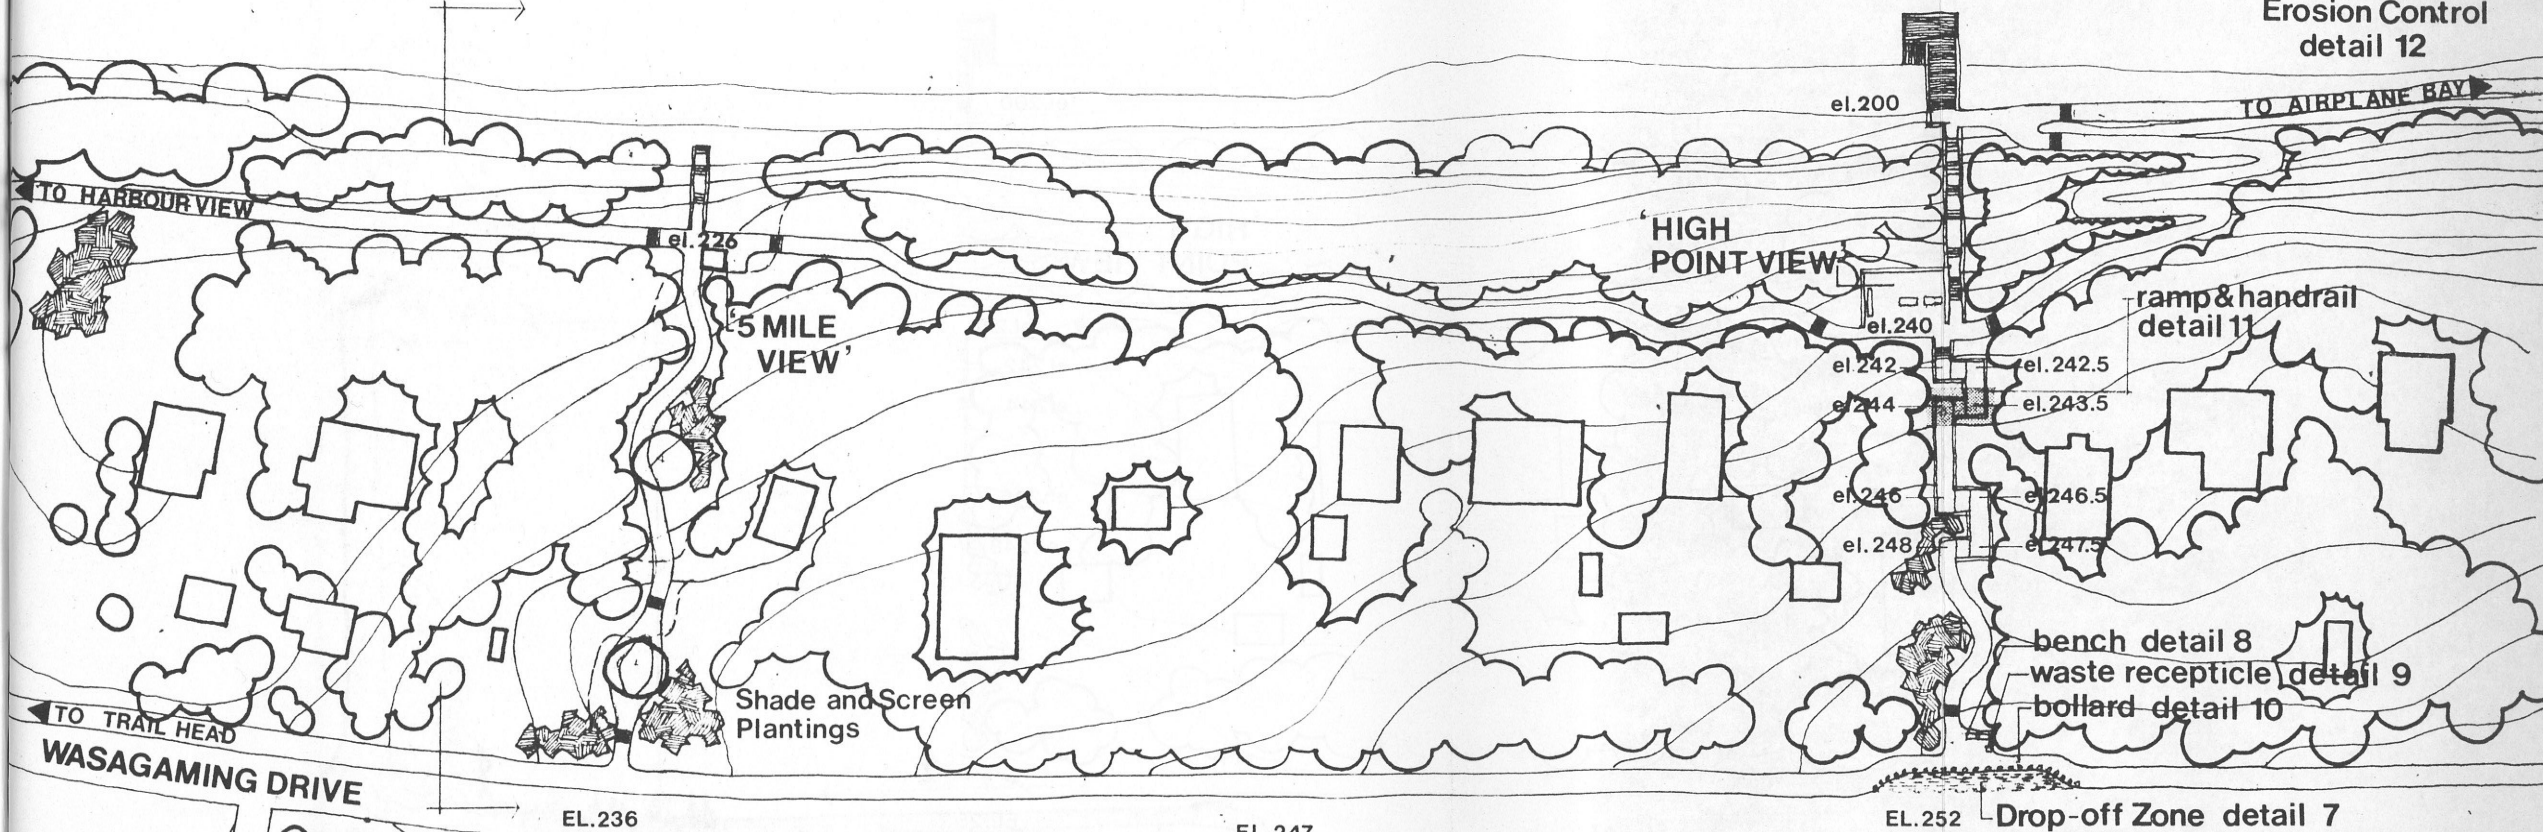 Erosion Control
detail 12
el.200
TO AIRPLANE BAY
TO HARBOUR VIEW
el.226
'HIGH
POINT VIEW'
'5 MILE
VIEW'
el.240
ramp&handrail
detail 11
el.242
el.242.5
el.244
el.243.5
el.246
el.246.5
el.248
el.247.5
bench detail 8
waste recepticle detail 9
bollard detail 10
Shade and Screen
Plantings
TO TRAIL HEAD
WASAGAMING DRIVE
EL.236
EL.247
EL.252
Drop-off Zone detail 7